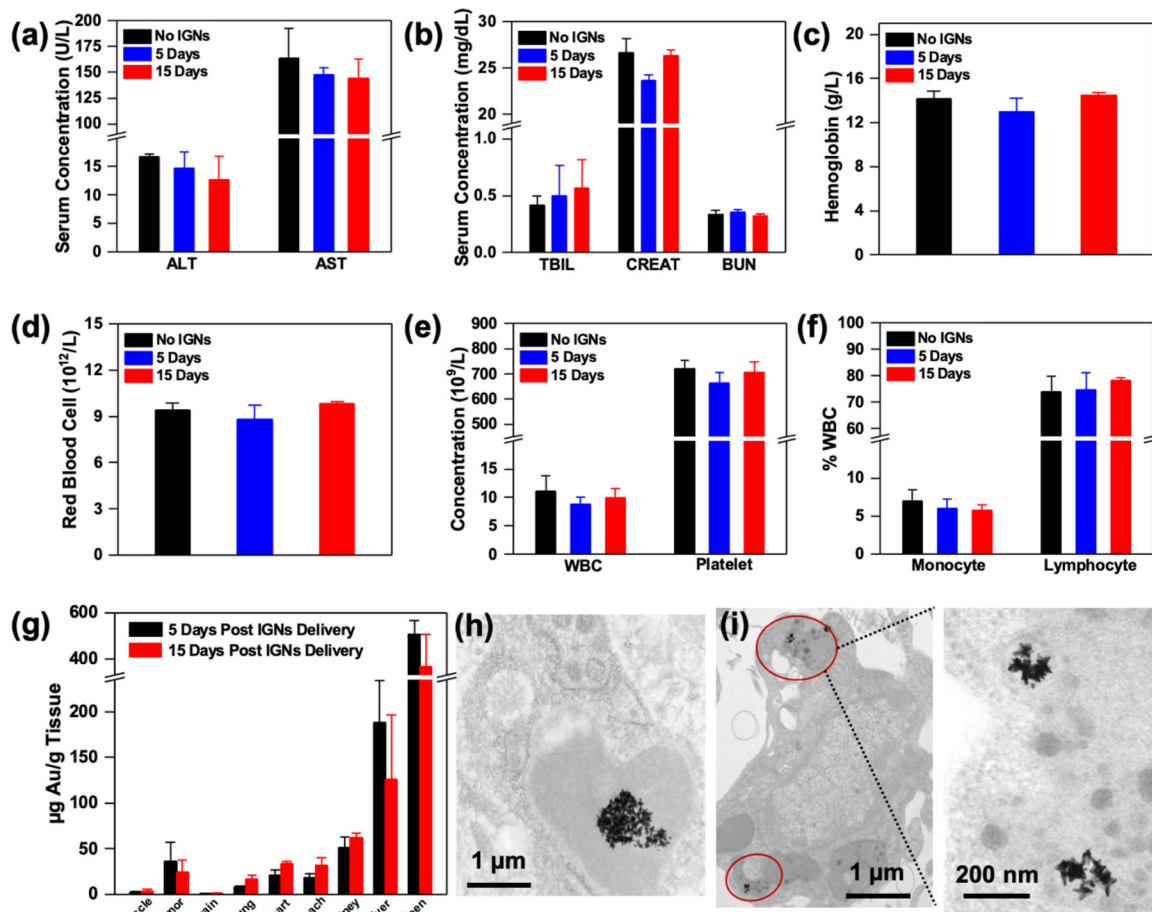 (a)
Serum Concentration (U/L)
200
175
150
125
100
15
10
5
0
No IGNs
5 Days
15 Days
ALT
AST
(b)
Serum Concentration (mg/dL)
30
25
1.0
0.5
0.0
No IGNs
5 Days
15 Days
TBIL
CREAT
BUN
(c)
Hemoglobin (g/L)
20
16
12
8
4
0
No IGNs
5 Days
15 Days
(d)
Red Blood Cell (10¹²/L)
15
12
9
6
3
0
No IGNs
5 Days
15 Days
(e)
Concentration (10⁹/L)
900
800
700
600
500
15
10
5
0
No IGNs
5 Days
15 Days
WBC
Platelet
(f)
% WBC
100
90
80
70
60
10
5
0
No IGNs
5 Days
15 Days
Monocyte
Lymphocyte
(g)
µg Au/g Tissue
600
400
200
150
100
50
0
5 Days Post IGNs Delivery
15 Days Post IGNs Delivery
(h)
1 µm
(i)
1 µm
200 nm